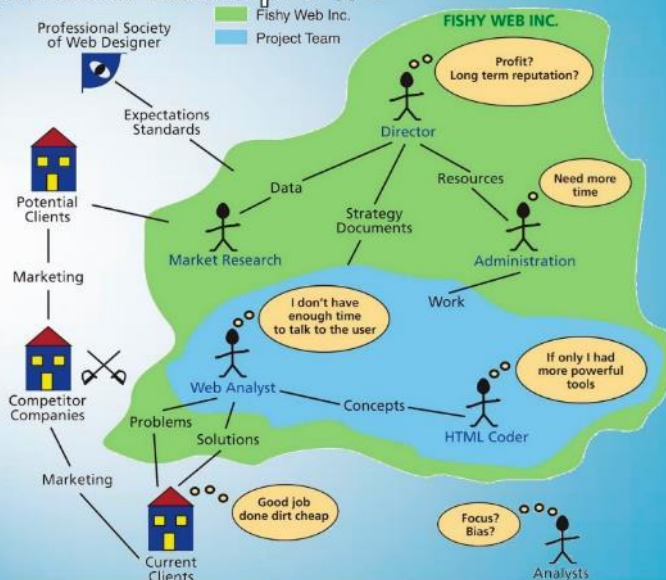 Fishy Web Inc.
Project Team
Professional Society
of Web Designer
FISHY WEB INC.
Profit?
Long term reputation?
Expectations
Standards
Director
Data
Resources
Need more
time
Potential
Clients
Strategy
Documents
Market Research
Administration
Marketing
Work
I don't have
enough time
to talk to the user
If only I had
more powerful
tools
Web Analyst
Competitor
Companies
Concepts
HTML Coder
Problems
Solutions
Marketing
Good job
done dirt cheap
Focus?
Bias?
Current
Clients
Analysts